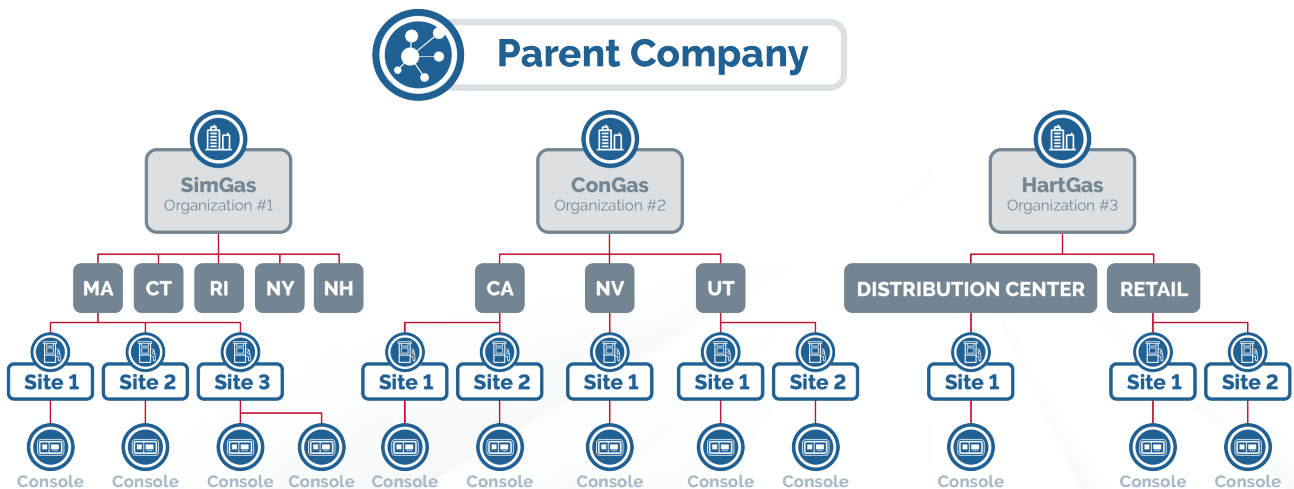 Parent Company
SimGas
Organization #1
ConGas
Organization #2
HartGas
Organization #3
MA
CT
RI
NY
NH
CA
NV
UT
DISTRIBUTION CENTER
RETAIL
Site 1
Site 2
Site 3
Site 1
Site 2
Site 1
Site 1
Site 2
Site 1
Site 1
Site 2
Console
Console
Console
Console
Console
Console
Console
Console
Console
Console
Console
Console